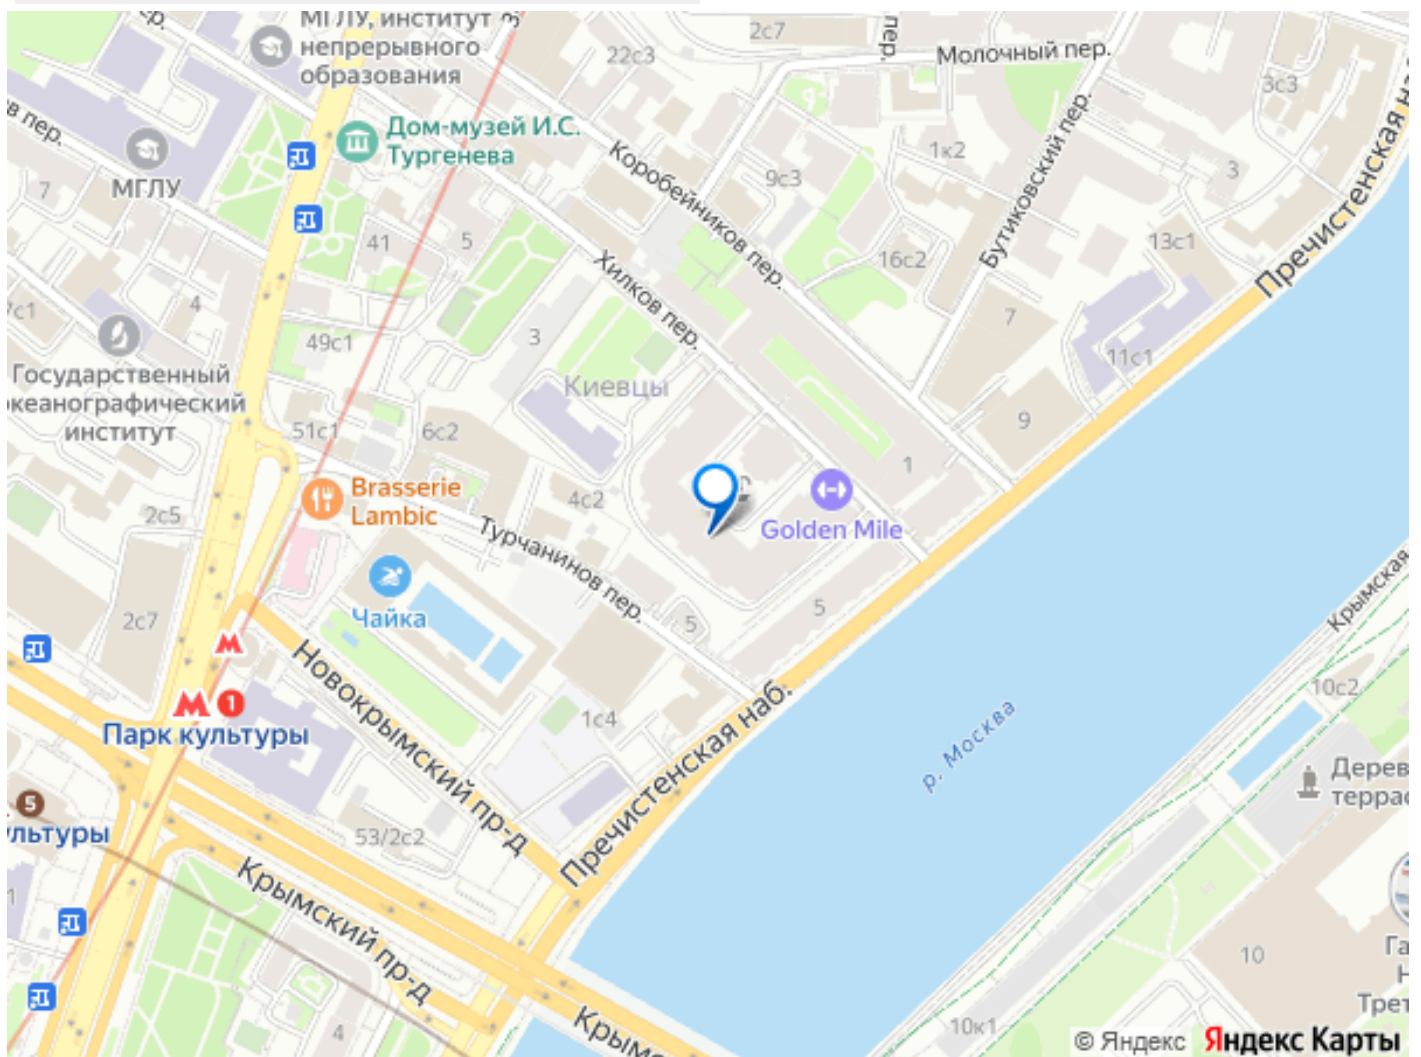 МГЛУ, институт
непрерывного
образования
22с3
2с7
пер.
Молочный пер.
3с3
Пречистенская
Дом-музей И.С.
Тургенева
МГЛУ
7
пер.
Коробейников пер.
1к2
9с3
Бутиковский пер.
3
13с1
16с2
41
5
Хилков пер.
4
49с1
3
7
11с1
Государственный
океанографический
институт
Киевцы
51с1
6с2
9
1
Brasserie
Lambic
4с2
Golden Mile
2с5
Турчанинов пер.
Чайка
5
5
2с7
Крымская
Новокрымский пр-д
Парк культуры
1
1с4
Пречистенская наб.
р. Москва
10с2
5
53/2с2
Крымский пр-д
10
4
10к1
© Яндекс Яндекс Карты